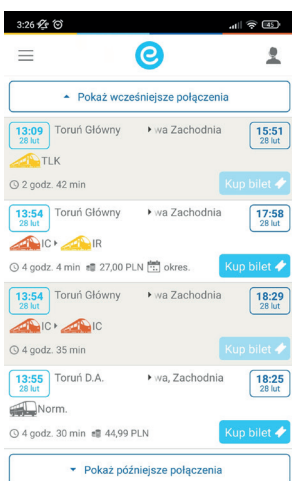 3:26
45
Pokaż wcześniejsze połączenia
13:09 Toruń Główny wa Zachodnia 15:51
28 lut 28 lut
TLK
2 godz. 42 min Kup bilet
13:54 Toruń Główny wa Zachodnia 17:58
28 lut 28 lut
IC IR
4 godz. 4 min 27,00 PLN okres. Kup bilet
13:54 Toruń Główny wa Zachodnia 18:29
28 lut 28 lut
IC IC
4 godz. 35 min Kup bilet
13:55 Toruń D.A. wa, Zachodnia 18:25
28 lut 28 lut
Norm.
4 godz. 30 min 44,99 PLN Kup bilet
Pokaż późniejsze połączenia